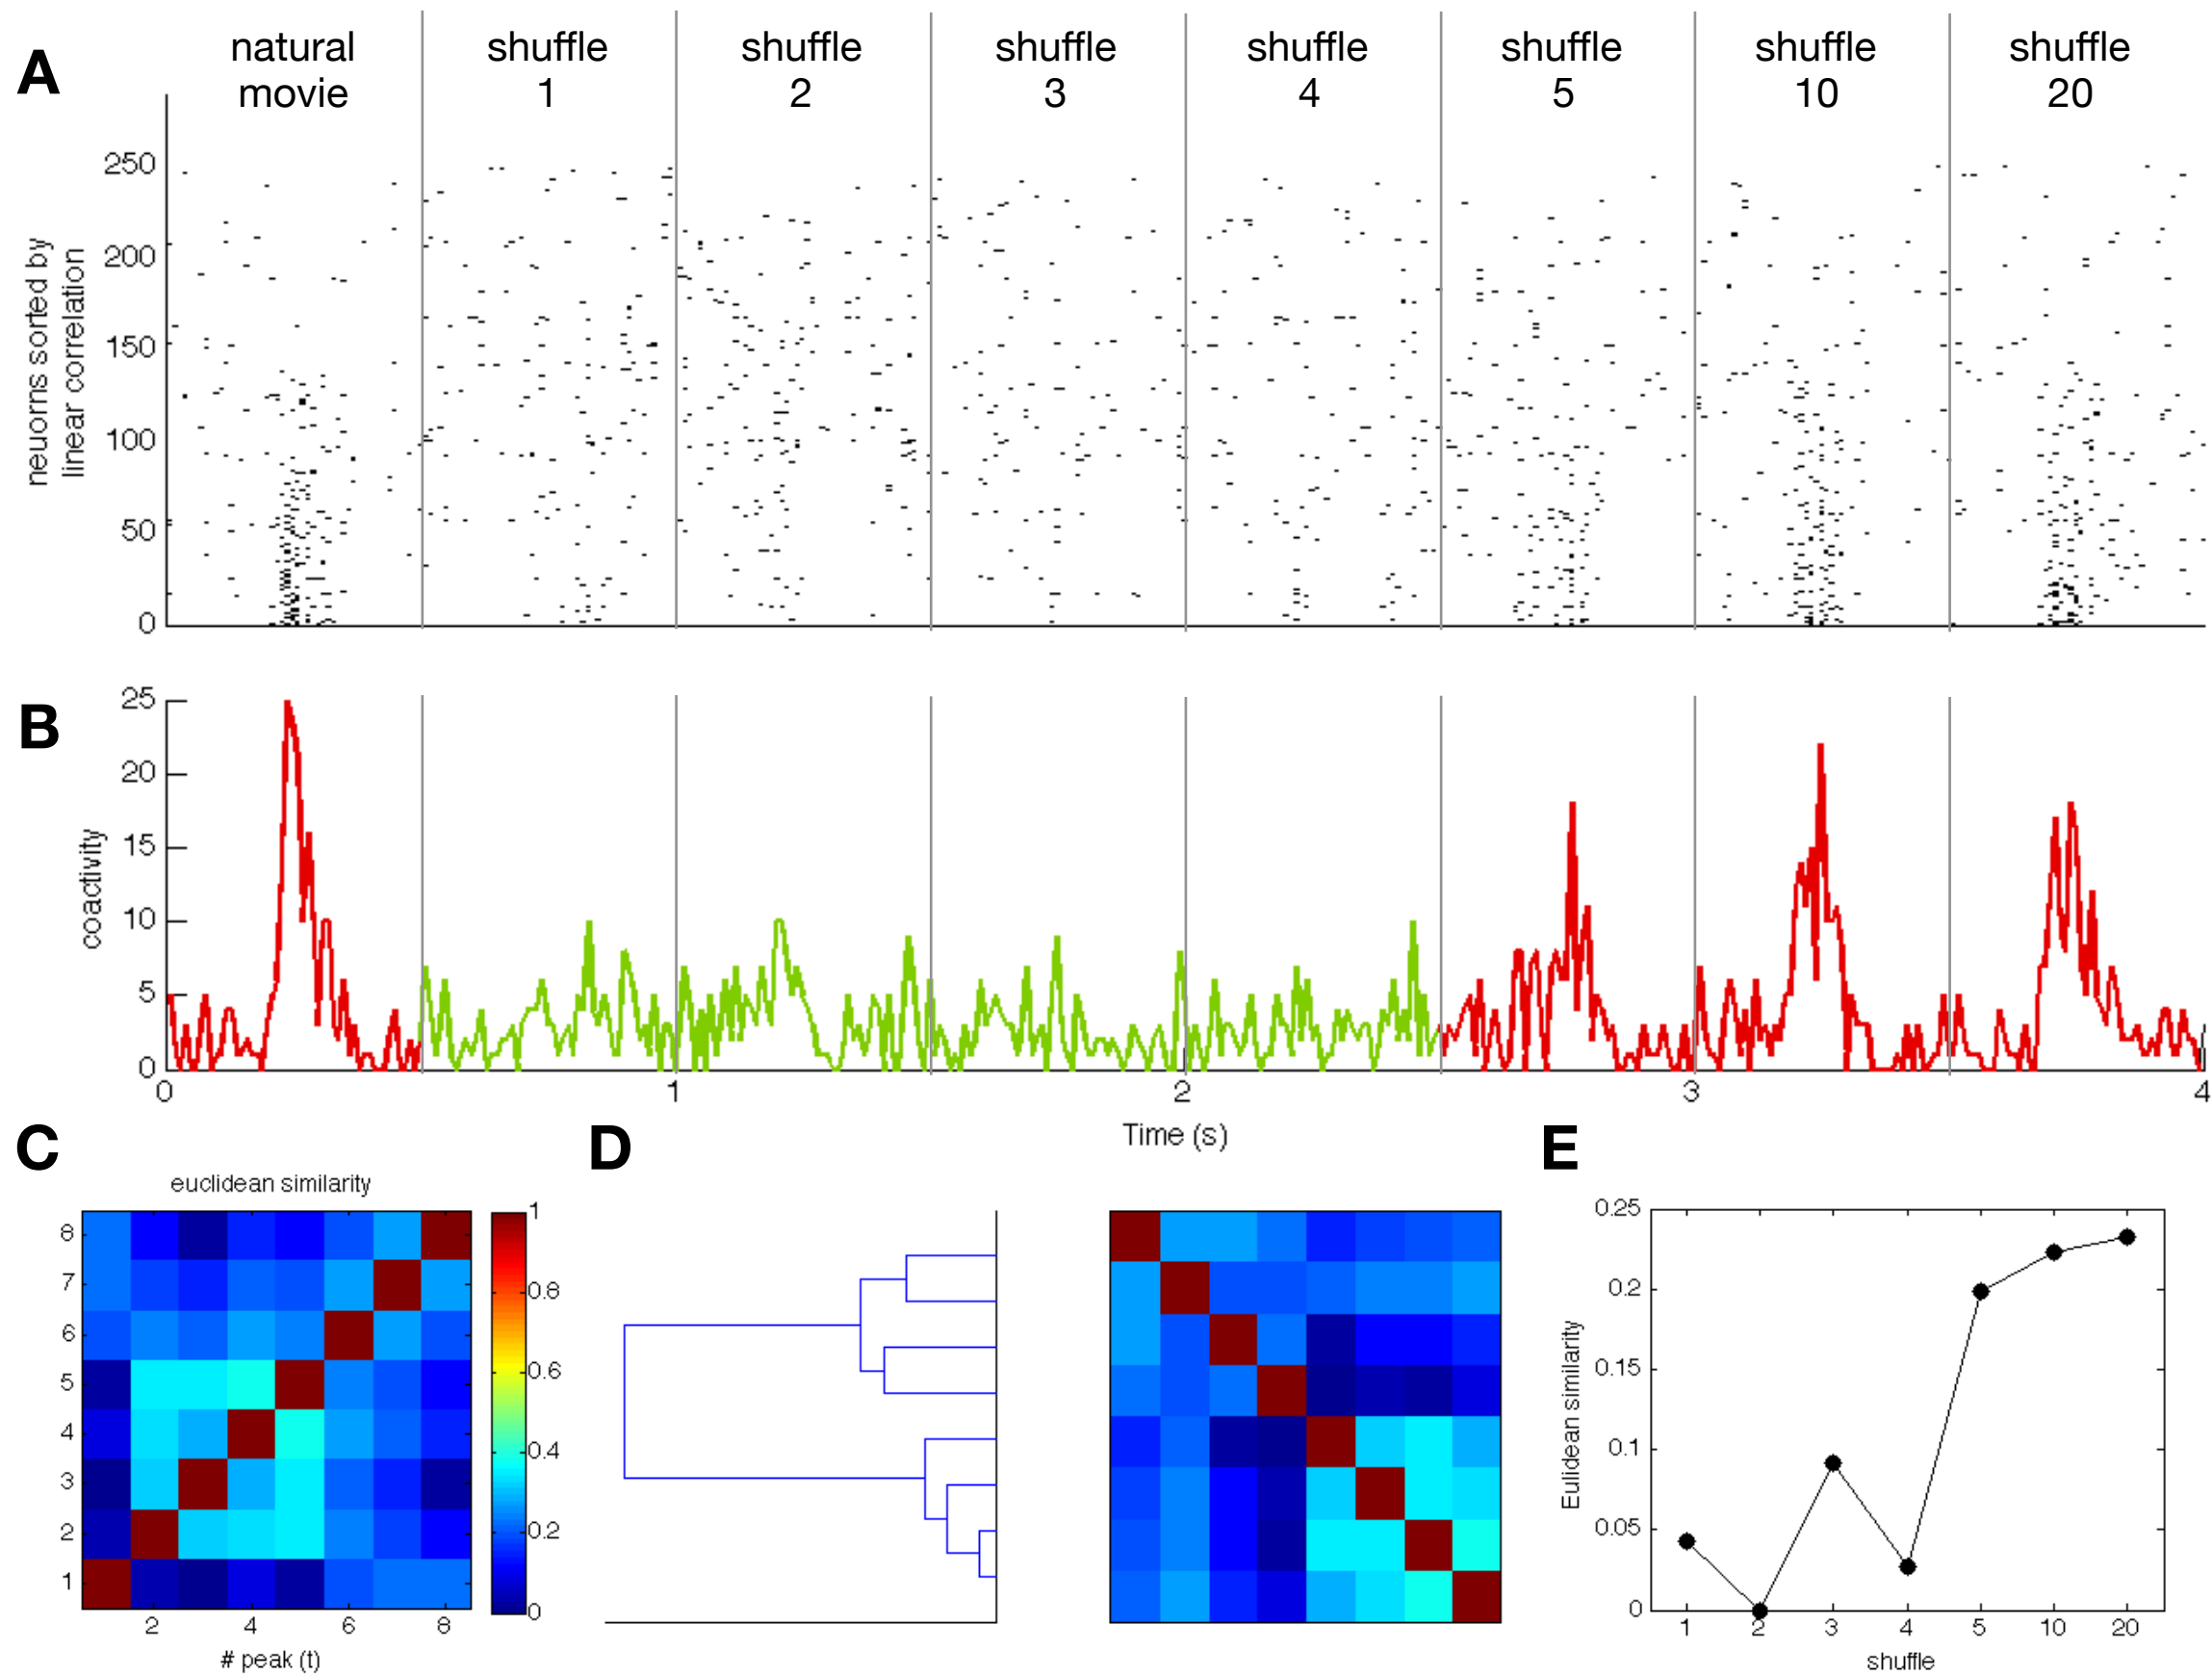 A
natural
movie
shuffle
1
shuffle
2
shuffle
3
shuffle
4
shuffle
5
shuffle
10
shuffle
20
neuorns sorted by
linear correlation
250
200
150
100
50
0
B
coactivity
25
20
15
10
5
0
0
1
2
3
4
Time (s)
C
euclidean similarity
8
7
6
5
4
3
2
1
2
4
6
8
# peak (t)
1
0.8
0.6
0.4
0.2
0
D
E
Eulidean similarity
0.25
0.2
0.15
0.1
0.05
0
1
2
3
4
5
10
20
shuffle